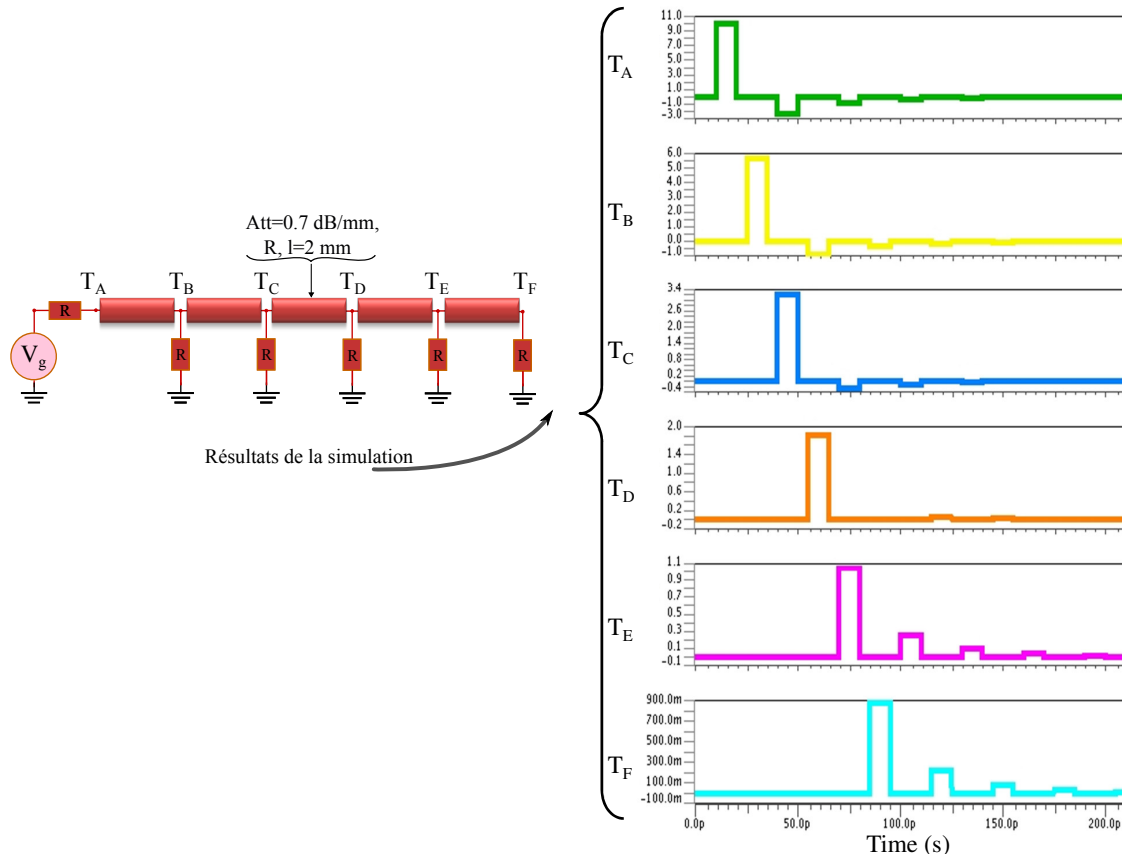 Att=0.7 dB/mm,
R, l=2 mm
T_A T_B T_C T_D T_E T_F
R
V_g
R R R R R
Résultats de la simulation
T_A
11.0
9.0
7.0
5.0
3.0
1.0
-1.0
-3.0
T_B
6.0
5.0
4.0
3.0
2.0
1.0
0.0
-1.0
T_C
3.4
2.6
2.0
1.4
0.8
0.2
-0.4
T_D
2.0
1.4
1.0
0.6
0.2
-0.2
T_E
1.1
0.9
0.7
0.5
0.3
0.1
-0.1
T_F
900.0m
700.0m
500.0m
300.0m
100.0m
-100.0m
0.0p 50.0p 100.0p 150.0p 200.0p
Time (s)